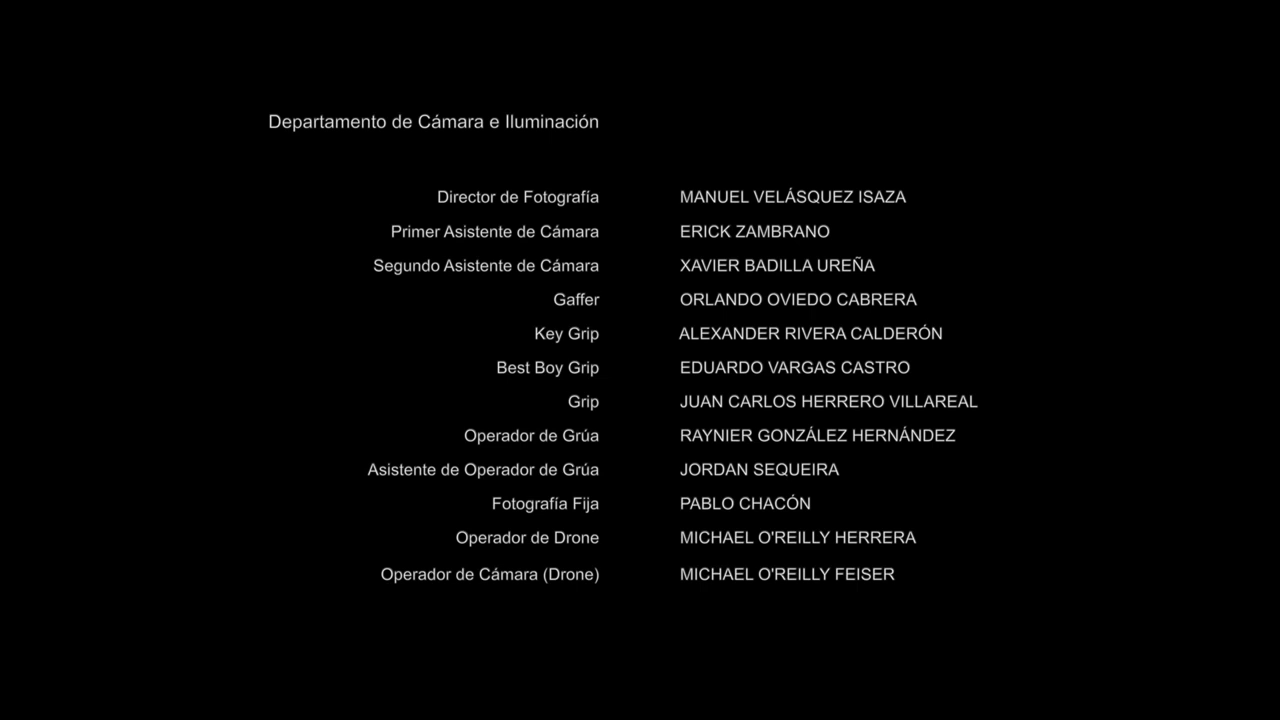 Departamento de Cámara e Iluminación
Director de Fotografía MANUEL VELÁSQUEZ ISAZA
Primer Asistente de Cámara ERICK ZAMBRANO
Segundo Asistente de Cámara XAVIER BADILLA UREÑA
Gaffer ORLANDO OVIEDO CABRERA
Key Grip ALEXANDER RIVERA CALDERÓN
Best Boy Grip EDUARDO VARGAS CASTRO
Grip JUAN CARLOS HERRERO VILLAREAL
Operador de Grúa RAYNIER GONZÁLEZ HERNÁNDEZ
Asistente de Operador de Grúa JORDAN SEQUEIRA
Fotografía Fija PABLO CHACÓN
Operador de Drone MICHAEL O'REILLY HERRERA
Operador de Cámara (Drone) MICHAEL O'REILLY FEISER